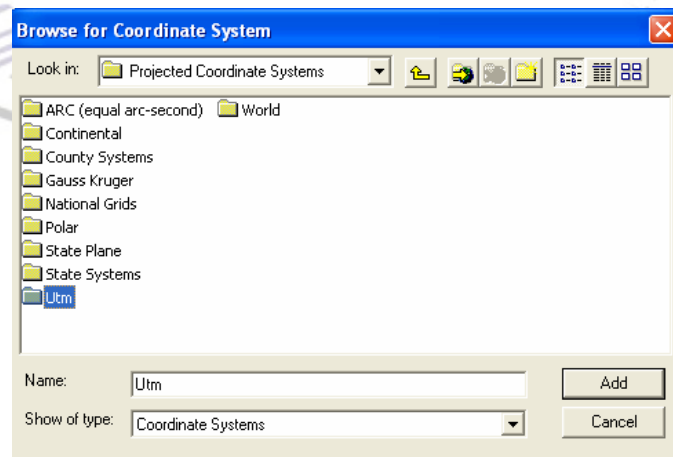 Browse for Coordinate System
Look in: Projected Coordinate Systems
ARC (equal arc-second) World
Continental
County Systems
Gauss Kruger
National Grids
Polar
State Plane
State Systems
Utm
Name: Utm Add
Show of type: Coordinate Systems Cancel